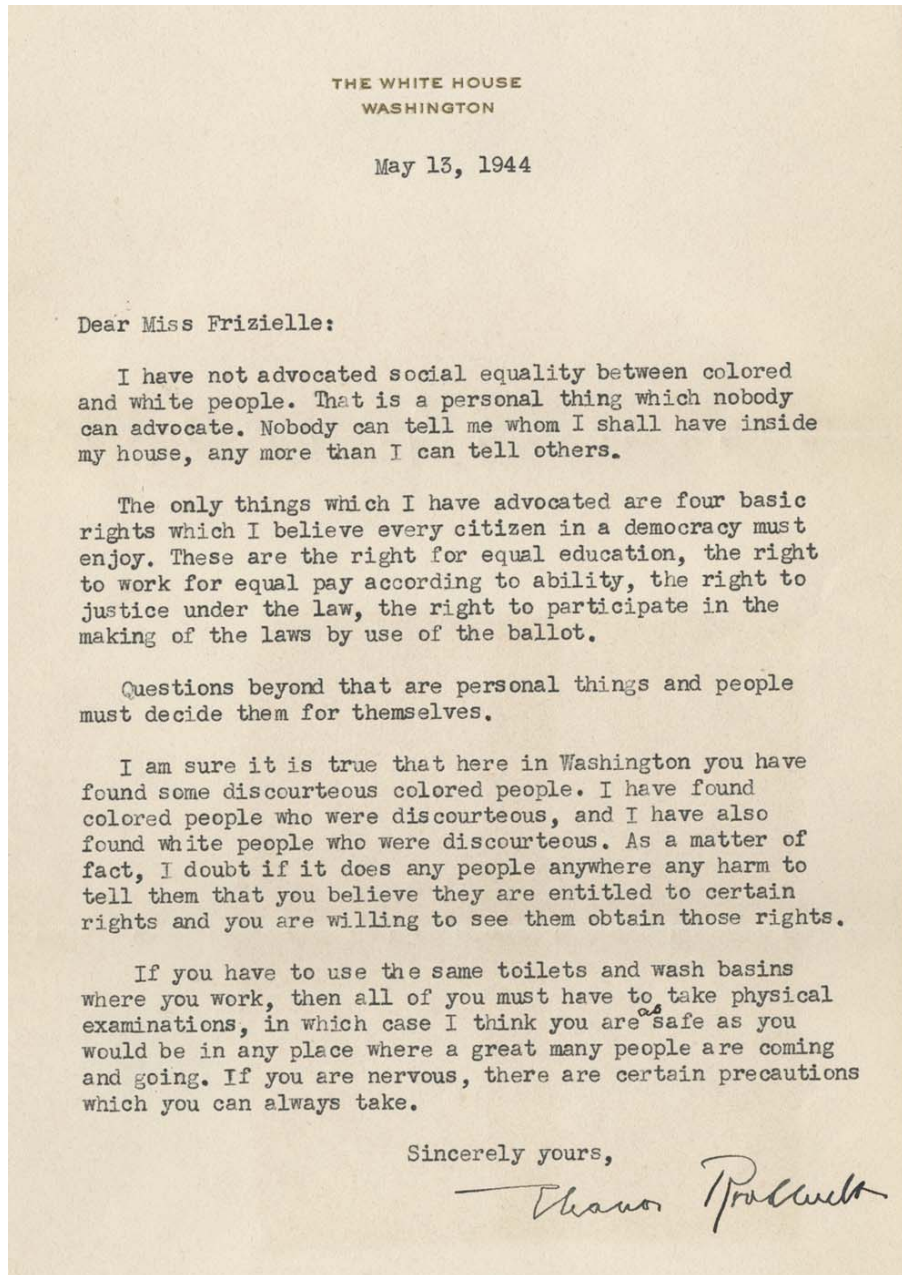 THE WHITE HOUSE
WASHINGTON
May 13, 1944
Dear Miss Frizielle:
I have not advocated social equality between colored
and white people. That is a personal thing which nobody
can advocate. Nobody can tell me whom I shall have inside
my house, any more than I can tell others.
The only things which I have advocated are four basic
rights which I believe every citizen in a democracy must
enjoy. These are the right for equal education, the right
to work for equal pay according to ability, the right to
justice under the law, the right to participate in the
making of the laws by use of the ballot.
Questions beyond that are personal things and people
must decide them for themselves.
I am sure it is true that here in Washington you have
found some discourteous colored people. I have found
colored people who were discourteous, and I have also
found white people who were discourteous. As a matter of
fact, I doubt if it does any people anywhere any harm to
tell them that you believe they are entitled to certain
rights and you are willing to see them obtain those rights.
If you have to use the same toilets and wash basins
where you work, then all of you must have to take physical
examinations, in which case I think you are as safe as you
would be in any place where a great many people are coming
and going. If you are nervous, there are certain precautions
which you can always take.
Sincerely yours,
Eleanor Roosevelt